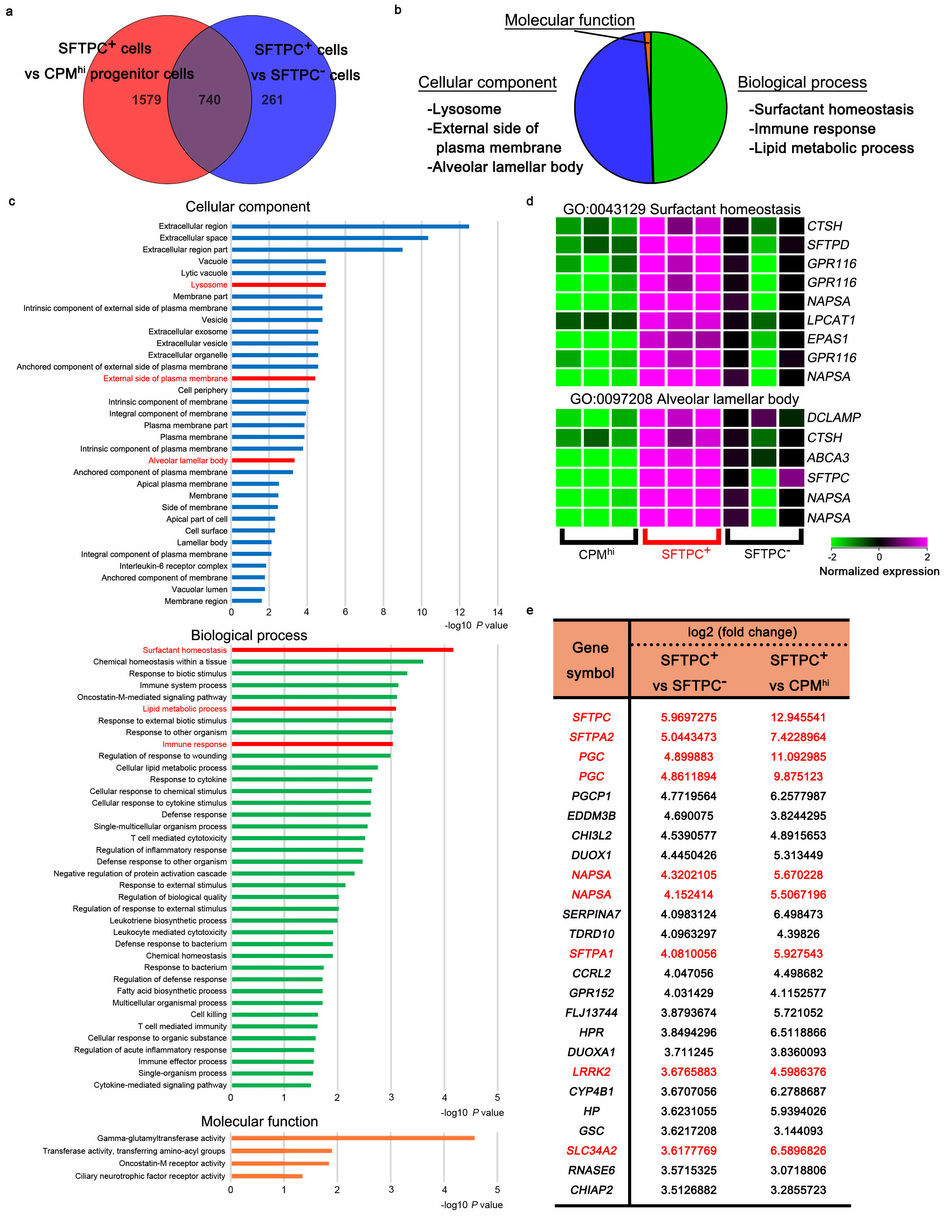 a
SFTPC+ cells
vs CPMhi progenitor cells
SFTPC+ cells
vs SFTPC- cells
1579
740
261
b
Molecular function
Cellular component
-Lysosome
-External side of
plasma membrane
-Alveolar lamellar body
Biological process
-Surfactant homeostasis
-Immune response
-Lipid metabolic process
c
Cellular component
Extracellular region
Extracellular space
Extracellular region part
Vacuole
Lytic vacuole
Lysosome
Membrane part
Intrinsic component of external side of plasma membrane
Vesicle
Extracellular exosome
Extracellular vesicle
Extracellular organelle
Anchored component of external side of plasma membrane
External side of plasma membrane
Cell periphery
Intrinsic component of membrane
Integral component of membrane
Plasma membrane part
Plasma membrane
Intrinsic component of plasma membrane
Alveolar lamellar body
Anchored component of plasma membrane
Apical plasma membrane
Membrane
Side of membrane
Apical part of cell
Cell surface
Lamellar body
Integral component of plasma membrane
Interleukin-6 receptor complex
Anchored component of membrane
Vacuolar lumen
Membrane region
0 2 4 6 8 10 12 14
-log10 P value
Biological process
Surfactant homeostasis
Chemical homeostasis within a tissue
Response to biotic stimulus
Immune system process
Oncostatin-M-mediated signaling pathway
Lipid metabolic process
Response to external biotic stimulus
Response to other organism
Immune response
Regulation of response to wounding
Cellular lipid metabolic process
Response to cytokine
Cellular response to chemical stimulus
Cellular response to cytokine stimulus
Defense response
Single-multicellular organism process
T cell mediated cytotoxicity
Regulation of inflammatory response
Defense response to other organism
Negative regulation of protein activation cascade
Response to external stimulus
Regulation of biological quality
Regulation of response to external stimulus
Leukotriene biosynthetic process
Leukocyte mediated cytotoxicity
Defense response to bacterium
Chemical homeostasis
Response to bacterium
Regulation of defense response
Fatty acid biosynthetic process
Multicellular organismal process
Cell killing
T cell mediated immunity
Cellular response to organic substance
Regulation of acute inflammatory response
Immune effector process
Single-organism process
Cytokine-mediated signaling pathway
0 1 2 3 4 5
-log10 P value
Molecular function
Gamma-glutamyltransferase activity
Transferase activity, transferring amino-acyl groups
Oncostatin-M receptor activity
Ciliary neurotrophic factor receptor activity
0 1 2 3 4 5
-log10 P value
d
GO:0043129 Surfactant homeostasis
CTSH
SFTPD
GPR116
GPR116
NAPSA
LPCAT1
EPAS1
GPR116
NAPSA
GO:0097208 Alveolar lamellar body
DCLAMP
CTSH
ABCA3
SFTPC
NAPSA
NAPSA
CPMhi
SFTPC+
SFTPC-
-2 0 2
Normalized expression
e
Gene symbol
log2 (fold change)
SFTPC+ vs SFTPC-
SFTPC+ vs CPMhi
SFTPC 5.9697275 12.945541
SFTPA2 5.0443473 7.4228964
PGC 4.899883 11.092985
PGC 4.8611894 9.875123
PGCP1 4.7719564 6.2577987
EDDM3B 4.690075 3.8244295
CHI3L2 4.5390577 4.8915653
DUOX1 4.4450426 5.313449
NAPSA 4.3202105 5.670228
NAPSA 4.152414 5.5067196
SERPINA7 4.0983124 6.498473
TDRD10 4.0963297 4.39826
SFTPA1 4.0810056 5.927543
CCRL2 4.047056 4.498682
GPR152 4.031429 4.1152577
FLJ13744 3.8793674 5.721052
HPR 3.8494296 6.5118866
DUOXA1 3.711245 3.8360093
LRRK2 3.6765883 4.5986376
CYP4B1 3.6707056 6.2788687
HP 3.6231055 5.9394026
GSC 3.6217208 3.144093
SLC34A2 3.6177769 6.5896826
RNASE6 3.5715325 3.0718806
CHIAP2 3.5126882 3.2855723